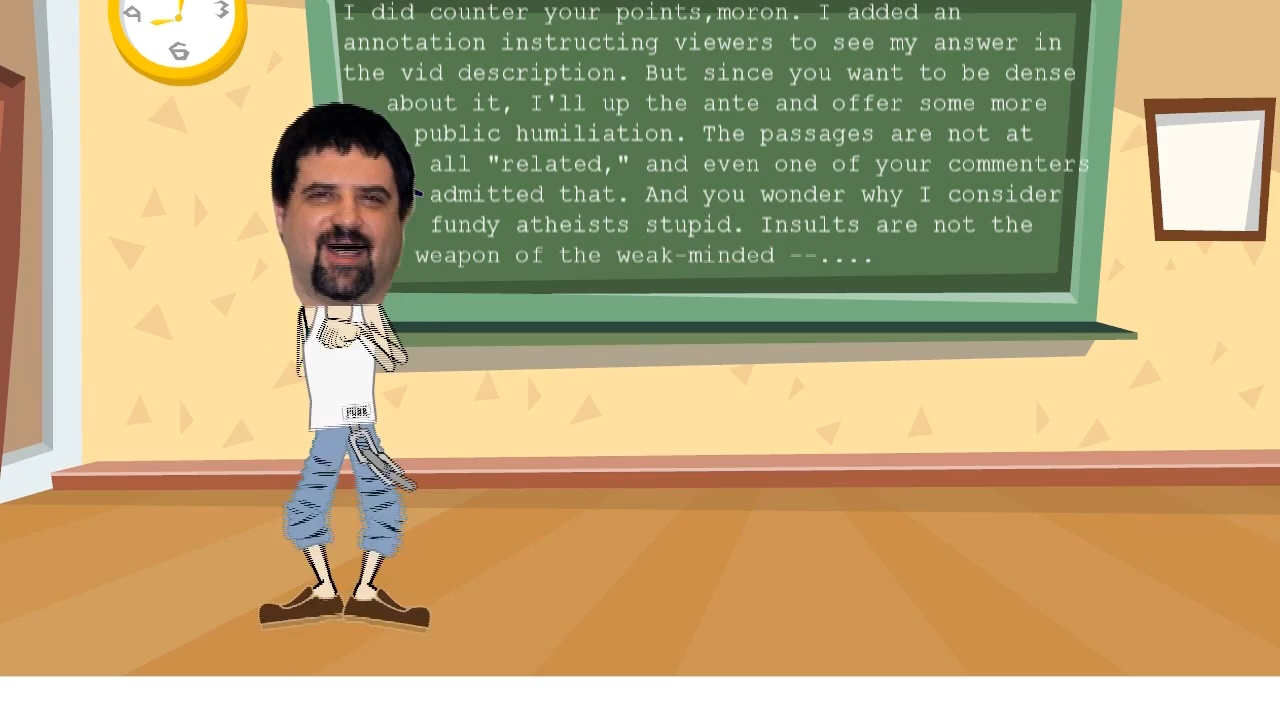 I did counter your points,moron. I added an
annotation instructing viewers to see my answer in
the vid description. But since you want to be dense
about it, I'll up the ante and offer some more
public humiliation. The passages are not at
all "related," and even one of your commenters
admitted that. And you wonder why I consider
fundy atheists stupid. Insults are not the
weapon of the weak-minded --....
9
3
6